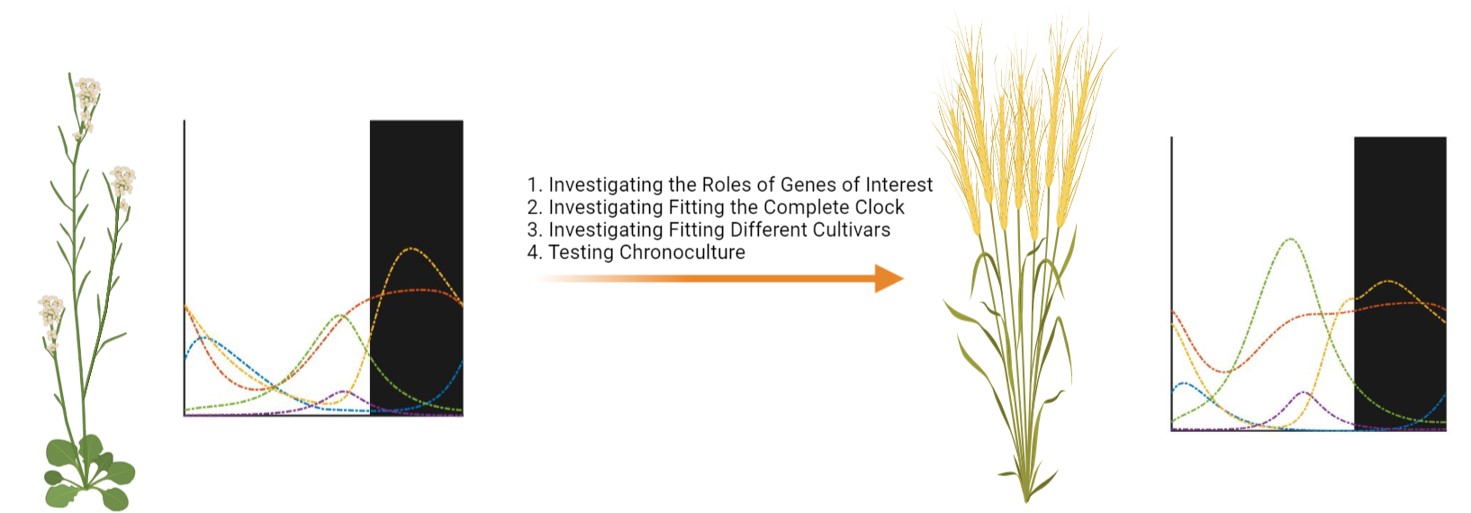 1. Investigating the Roles of Genes of Interest
2. Investigating Fitting the Complete Clock
3. Investigating Fitting Different Cultivars
4. Testing Chronoculture